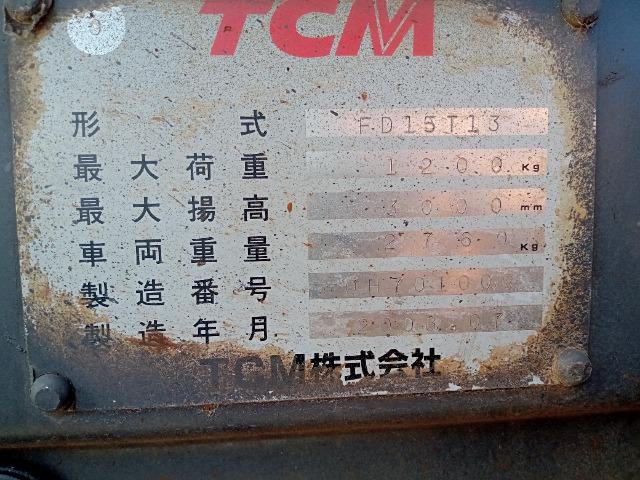 TCM
形式 FD15T13
最大荷重 1200 Kg
最大揚高 3000 mm
車両重量 2760 Kg
製造番号
製造年月
TCM株式会社